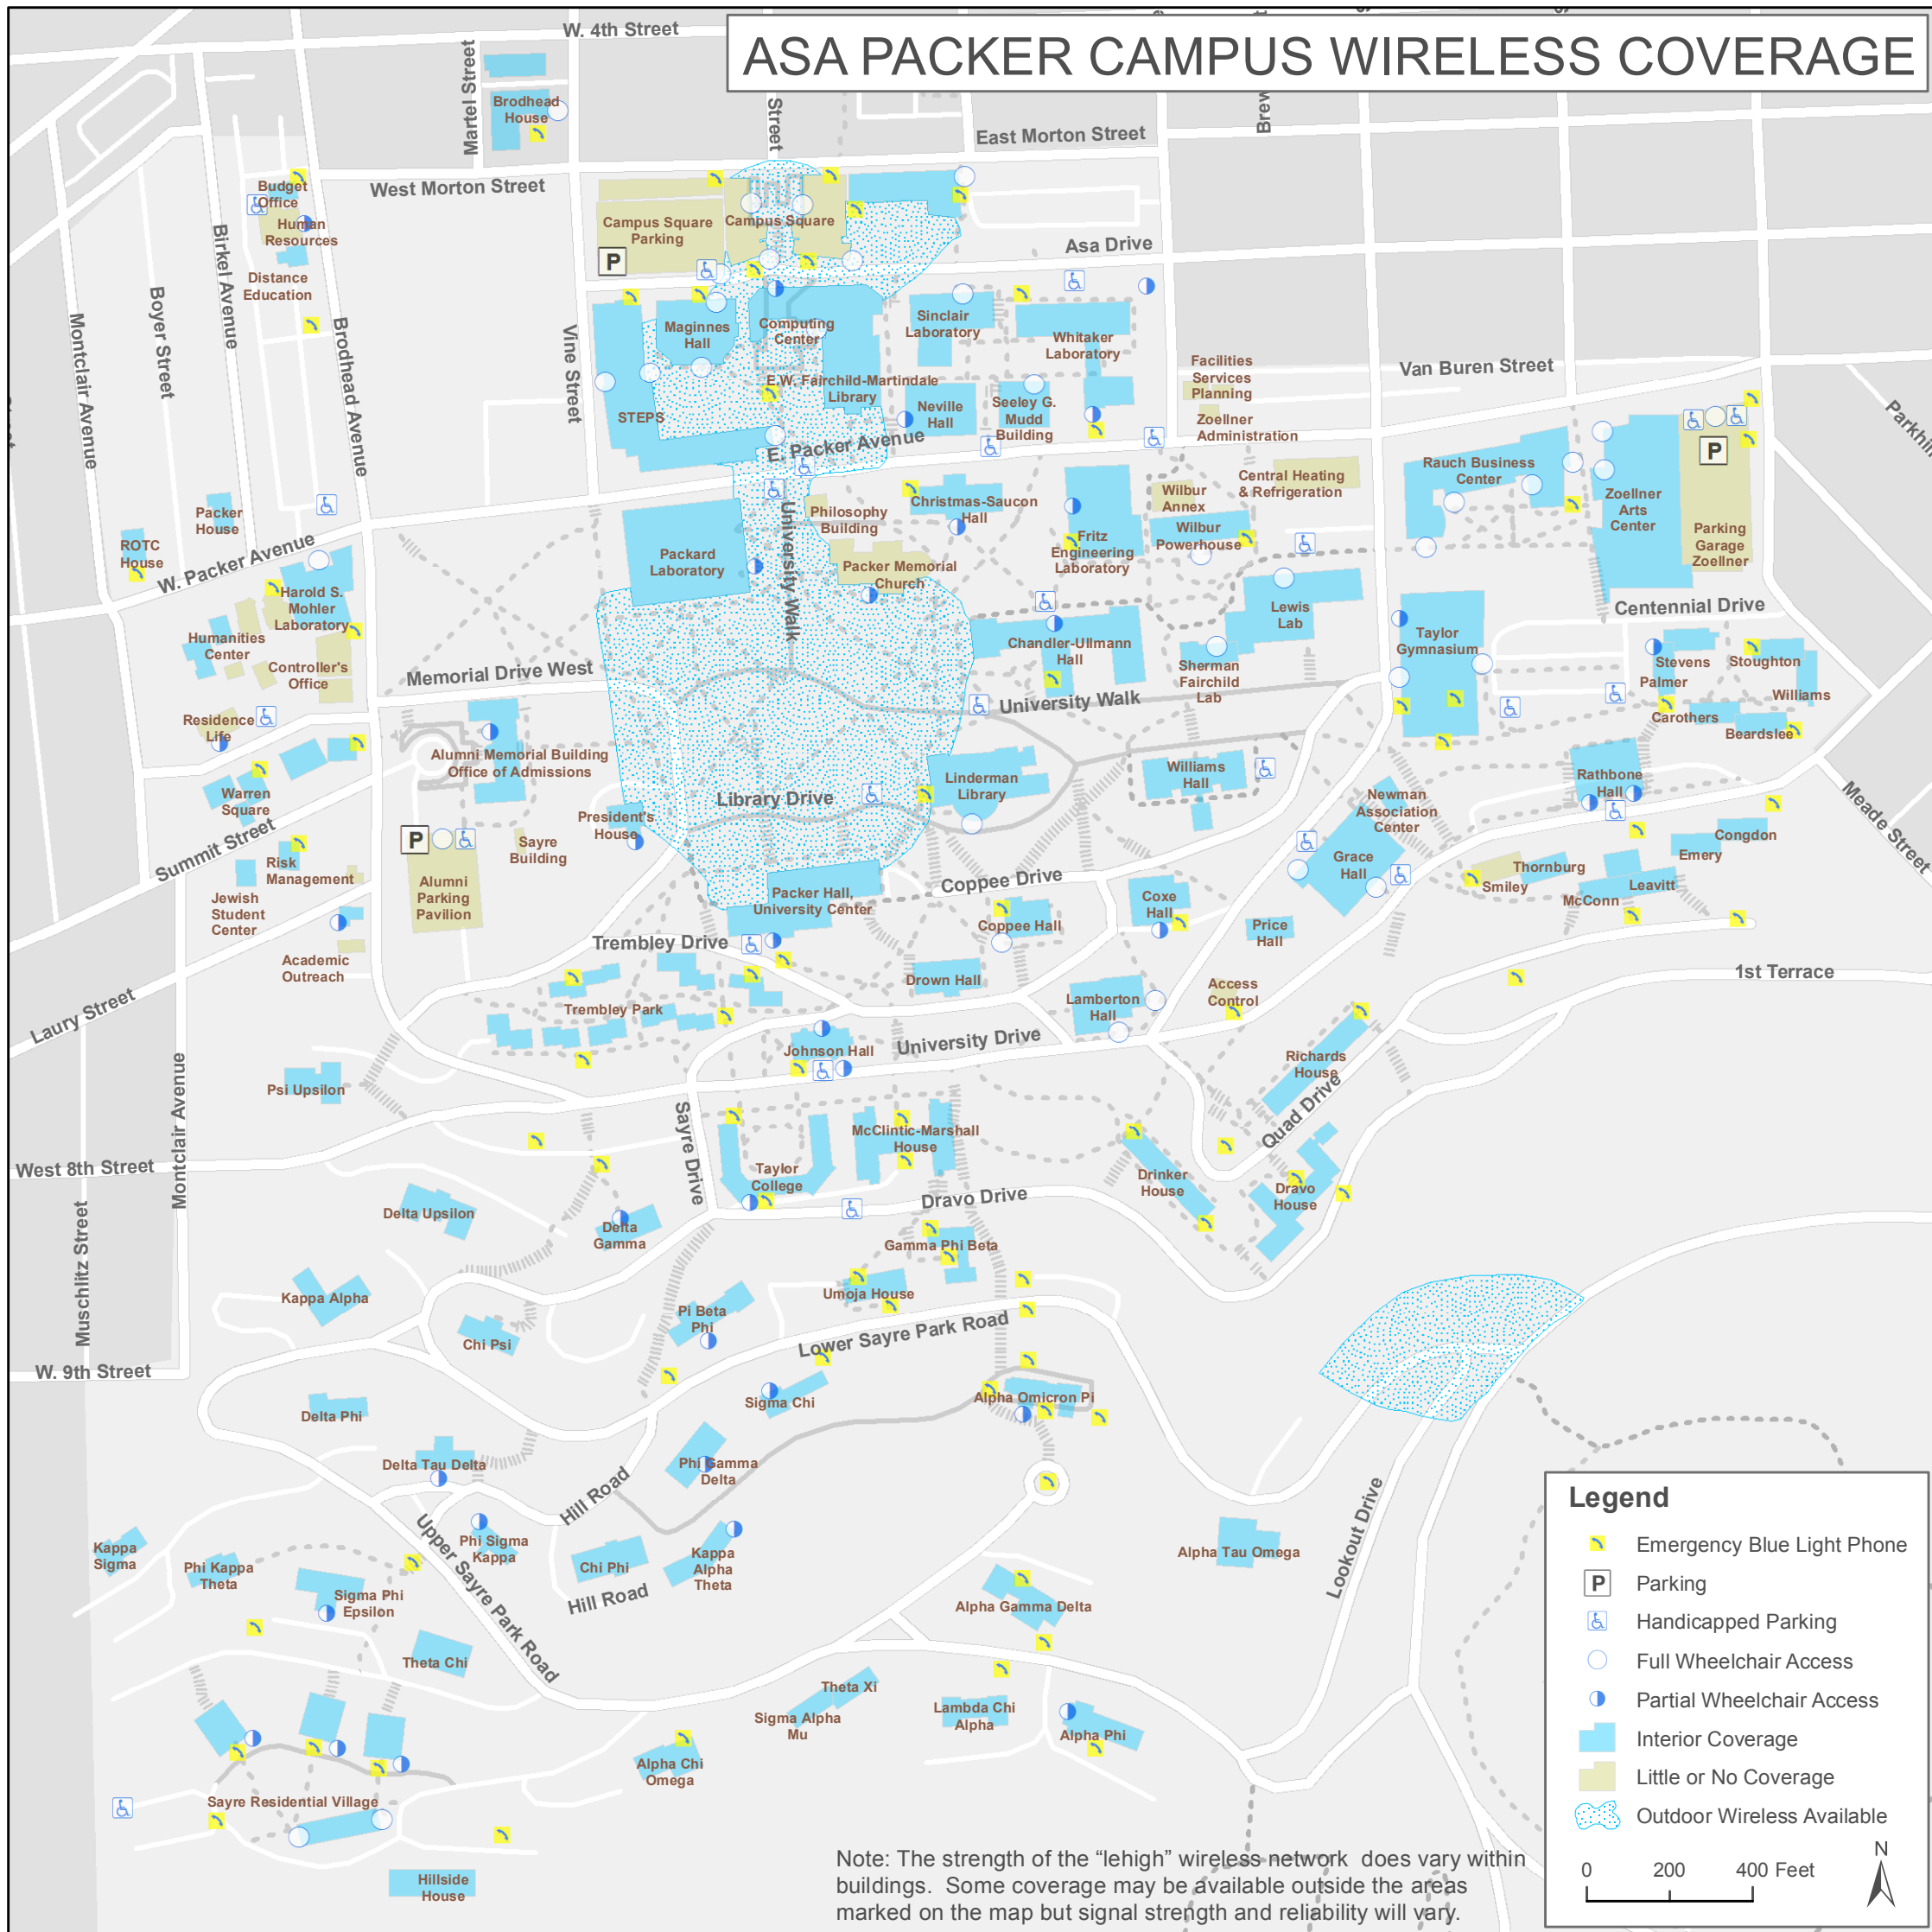 ASA PACKER CAMPUS WIRELESS COVERAGE
W. 4th Street
Martel Street
Street
Brodhead
House
East Morton Street
West Morton Street
Budget
Office
Human
Resources
Distance
Education
Birkel Avenue
Boyer Street
Montclair Avenue
Brodhead Avenue
Vine Street
Campus Square
Parking
P
Campus Square
Asa Drive
Maginnes
Hall
Computing
Center
Sinclair
Laboratory
Whitaker
Laboratory
E.W. Fairchild-Martindale
Library
STEPS
Neville
Hall
Seeley G.
Mudd
Building
Facilities
Services
Planning
Zoellner
Administration
Van Buren Street
E. Packer Avenue
Packer
House
ROTC
House
W. Packer Avenue
Harold S.
Mohler
Laboratory
Humanities
Center
Controller's
Office
Residence
Life
Packard
Laboratory
University Walk
Philosophy
Building
Christmas-Saucon
Hall
Packer Memorial
Church
Fritz
Engineering
Laboratory
Wilbur
Annex
Wilbur
Powerhouse
Central Heating
& Refrigeration
Rauch Business
Center
Zoellner
Arts
Center
P
Parking
Garage
Zoellner
Centennial Drive
Lewis
Lab
Chandler-Ullmann
Hall
Sherman
Fairchild
Lab
Taylor
Gymnasium
Stevens
Palmer
Stoughton
Williams
Carothers
Beardslee
Memorial Drive West
University Walk
Alumni Memorial Building
Office of Admissions
Warren
Square
Summit Street
Library Drive
President's
House
Linderman
Library
Williams
Hall
Newman
Association
Center
Rathbone
Hall
Meade Street
P
Alumni
Parking
Pavilion
Sayre
Building
Risk
Management
Jewish
Student
Center
Academic
Outreach
Laury Street
Packer Hall,
University Center
Coppee Drive
Grace
Hall
Coxe
Hall
Price
Hall
Coppee Hall
Smiley
Thornburg
Emery
Congdon
Leavitt
McConn
Trembley Drive
Drown Hall
Access
Control
Lamberton
Hall
1st Terrace
Trembley Park
Johnson Hall
University Drive
Richards
House
Quad Drive
Psi Upsilon
Montclair Avenue
West 8th Street
Muschlitz Street
Sayre Drive
McClintic-Marshall
House
Taylor
College
Dravo Drive
Drinker
House
Dravo
House
Delta Upsilon
Delta
Gamma
Gamma Phi Beta
Umoja House
Kappa Alpha
Chi Psi
Pi Beta
Phi
Lower Sayre Park Road
W. 9th Street
Sigma Chi
Alpha Omicron Pi
Delta Phi
Delta Tau Delta
Phi Gamma
Delta
Hill Road
Upper Sayre Park Road
Phi Sigma
Kappa
Kappa
Sigma
Phi Kappa
Theta
Sigma Phi
Epsilon
Chi Phi
Kappa
Alpha
Theta
Hill Road
Alpha Tau Omega
Lookout Drive
Alpha Gamma Delta
Theta Chi
Theta Xi
Sigma Alpha
Mu
Lambda Chi
Alpha
Alpha Phi
Alpha Chi
Omega
Sayre Residential Village
Hillside
House
Legend
Emergency Blue Light Phone
P Parking
Handicapped Parking
Full Wheelchair Access
Partial Wheelchair Access
Interior Coverage
Little or No Coverage
Outdoor Wireless Available
N
0 200 400 Feet
Note: The strength of the “lehigh” wireless network does vary within
buildings. Some coverage may be available outside the areas
marked on the map but signal strength and reliability will vary.